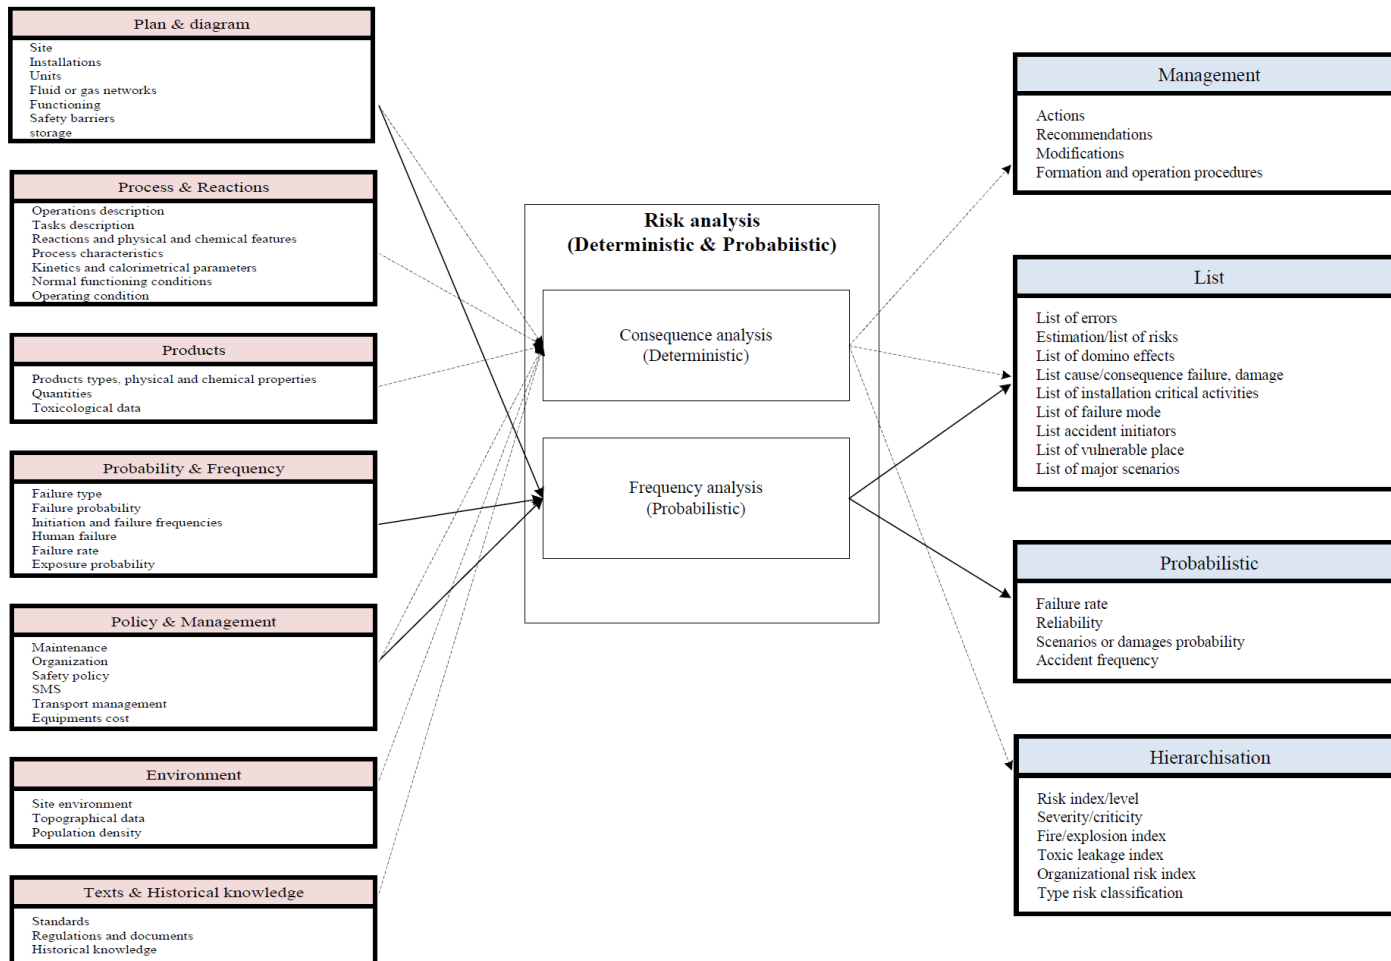 Plan & diagram
Site
Installations
Units
Fluid or gas networks
Functioning
Safety barriers
storage
Process & Reactions
Operations description
Tasks description
Reactions and physical and chemical features
Process characteristics
Kinetics and calorimetrical parameters
Normal functioning conditions
Operating condition
Products
Products types, physical and chemical properties
Quantities
Toxicological data
Probability & Frequency
Failure type
Failure probability
Initiation and failure frequencies
Human failure
Failure rate
Exposure probability
Policy & Management
Maintenance
Organization
Safety policy
SMS
Transport management
Equipments cost
Environment
Site environment
Topographical data
Population density
Texts & Historical knowledge
Standards
Regulations and documents
Historical knowledge
Risk analysis
(Deterministic & Probabiistic)
Consequence analysis
(Deterministic)
Frequency analysis
(Probabilistic)
Management
Actions
Recommendations
Modifications
Formation and operation procedures
List
List of errors
Estimation/list of risks
List of domino effects
List cause/consequence failure, damage
List of installation critical activities
List of failure mode
List accident initiators
List of vulnerable place
List of major scenarios
Probabilistic
Failure rate
Reliability
Scenarios or damages probability
Accident frequency
Hierarchisation
Risk index/level
Severity/criticity
Fire/explosion index
Toxic leakage index
Organizational risk index
Type risk classification